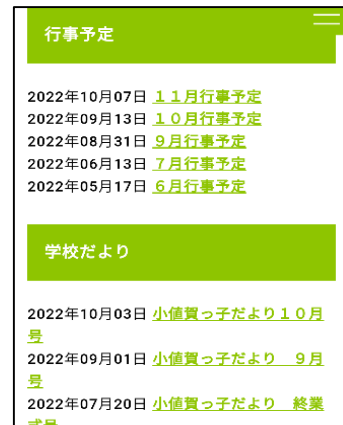 行事予定
2022年10月07日 １１月行事予定
2022年09月13日 １０月行事予定
2022年08月31日 ９月行事予定
2022年06月13日 ７月行事予定
2022年05月17日 ６月行事予定
学校だより
2022年10月03日 小値賀っ子だより１０月
号
2022年09月01日 小値賀っ子だより　９月
号
2022年07月20日 小値賀っ子だより　終業
式号